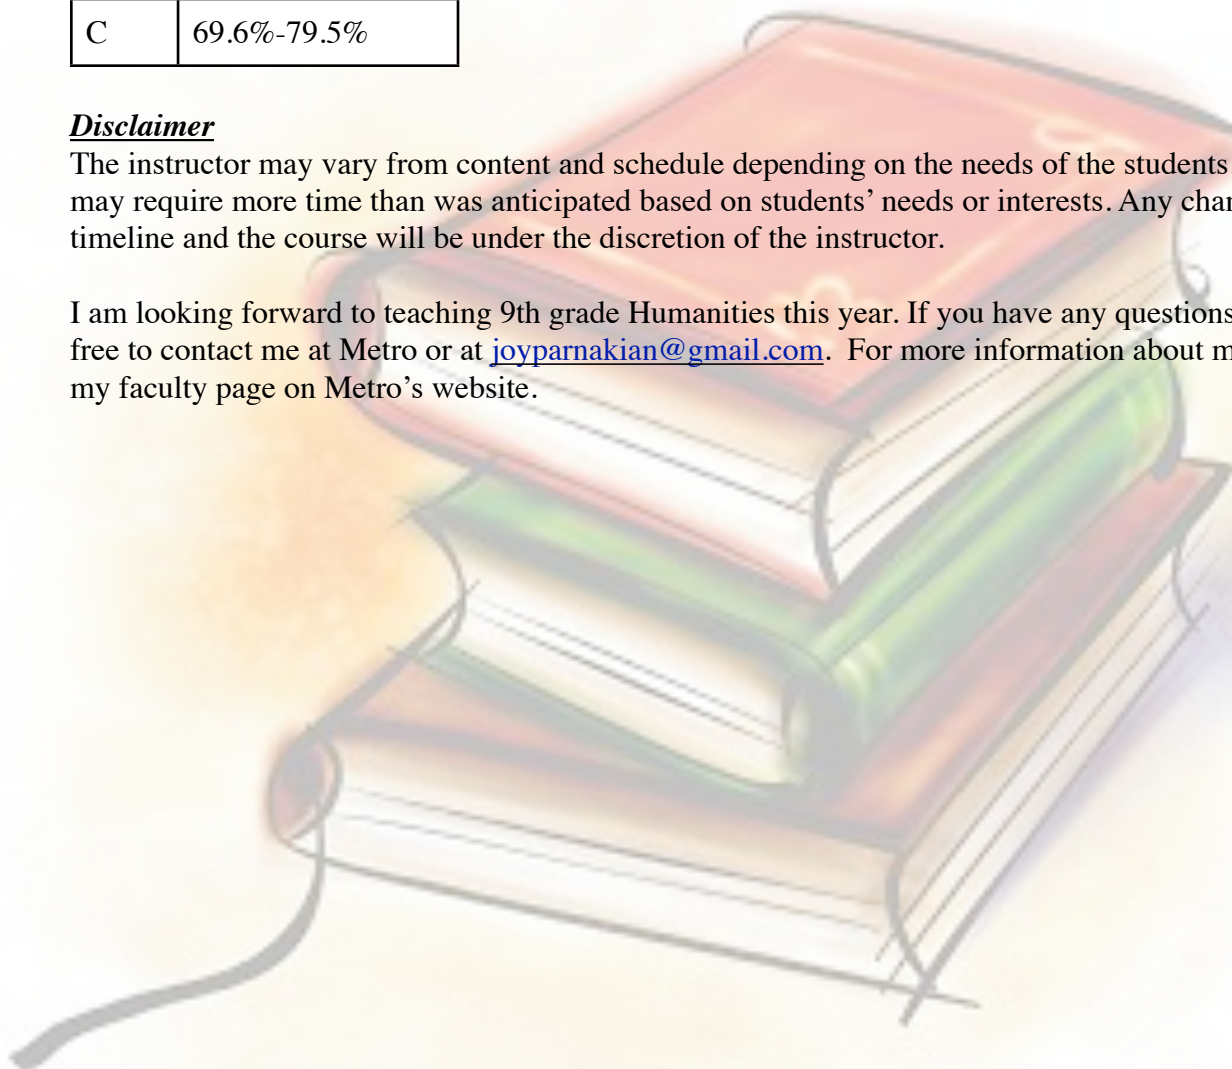 C 69.6%-79.5%
Disclaimer
The instructor may vary from content and schedule depending on the needs of the students
may require more time than was anticipated based on students’ needs or interests. Any
timeline and the course will be under the discretion of the instructor.
I am looking forward to teaching 9th grade Humanities this year. If you have any questions
free to contact me at Metro or at joyparnakian@gmail.com.  For more information about
my faculty page on Metro’s website.